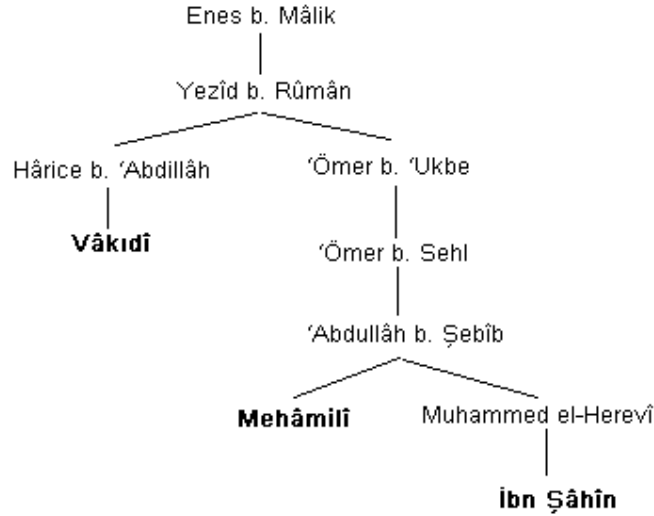 Enes b. Mâlik
Yezîd b. Rûmân
Hârice b. ‘Abdillâh
‘Ömer b. ‘Ukbe
Vâkıdî
‘Ömer b. Sehl
‘Abdullâh b. Şebîb
Mehâmilî
Muhammed el-Herevî
İbn Şâhîn